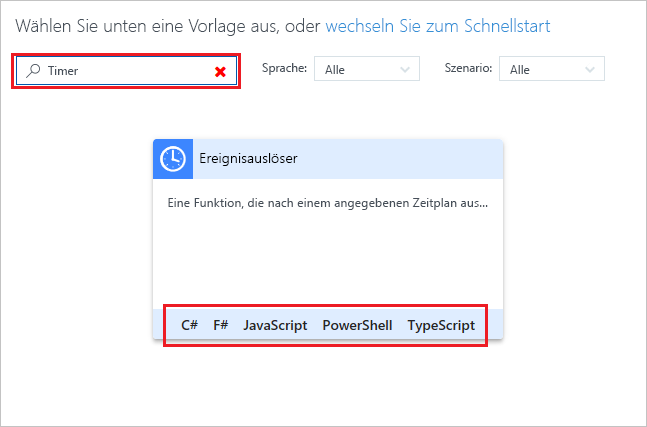 Wählen Sie unten eine Vorlage aus, oder wechseln Sie zum Schnellstart
Timer
Sprache: Alle
Szenario: Alle
Ereignisauslöser
Eine Funktion, die nach einem angegebenen Zeitplan aus...
C# F# JavaScript PowerShell TypeScript